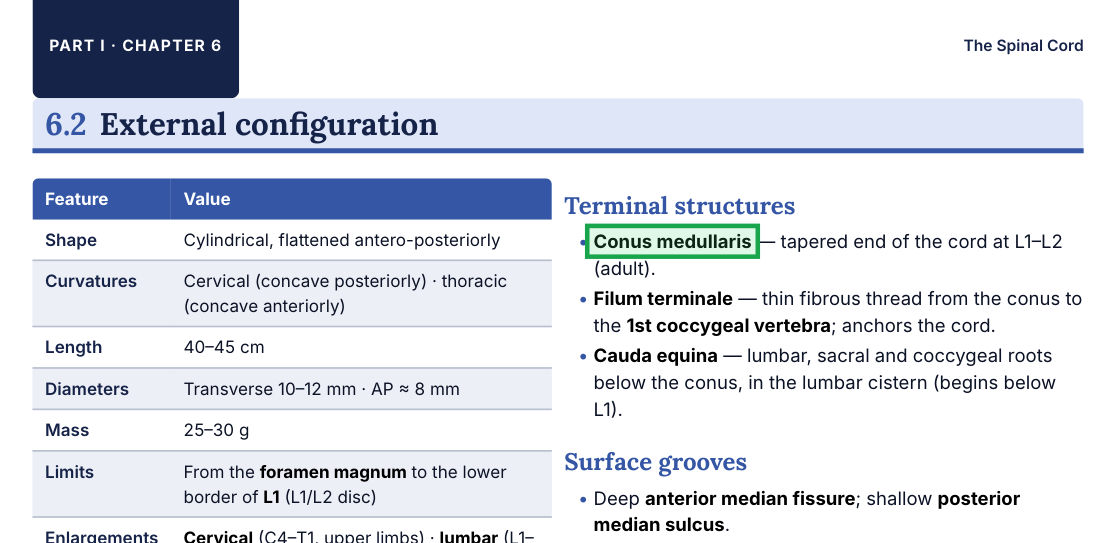 PART I · CHAPTER 6
The Spinal Cord
6.2 External configuration
Feature Value
Shape Cylindrical, flattened antero-posteriorly
Curvatures Cervical (concave posteriorly) · thoracic
(concave anteriorly)
Length 40–45 cm
Diameters Transverse 10–12 mm · AP ≈ 8 mm
Mass 25–30 g
Limits From the foramen magnum to the lower
border of L1 (L1/L2 disc)
Enlargements Cervical (C4–T1, upper limbs) · lumbar (L1–
Terminal structures
• Conus medullaris — tapered end of the cord at L1–L2
(adult).
• Filum terminale — thin fibrous thread from the conus to
the 1st coccygeal vertebra; anchors the cord.
• Cauda equina — lumbar, sacral and coccygeal roots
below the conus, in the lumbar cistern (begins below
L1).
Surface grooves
• Deep anterior median fissure; shallow posterior
median sulcus.